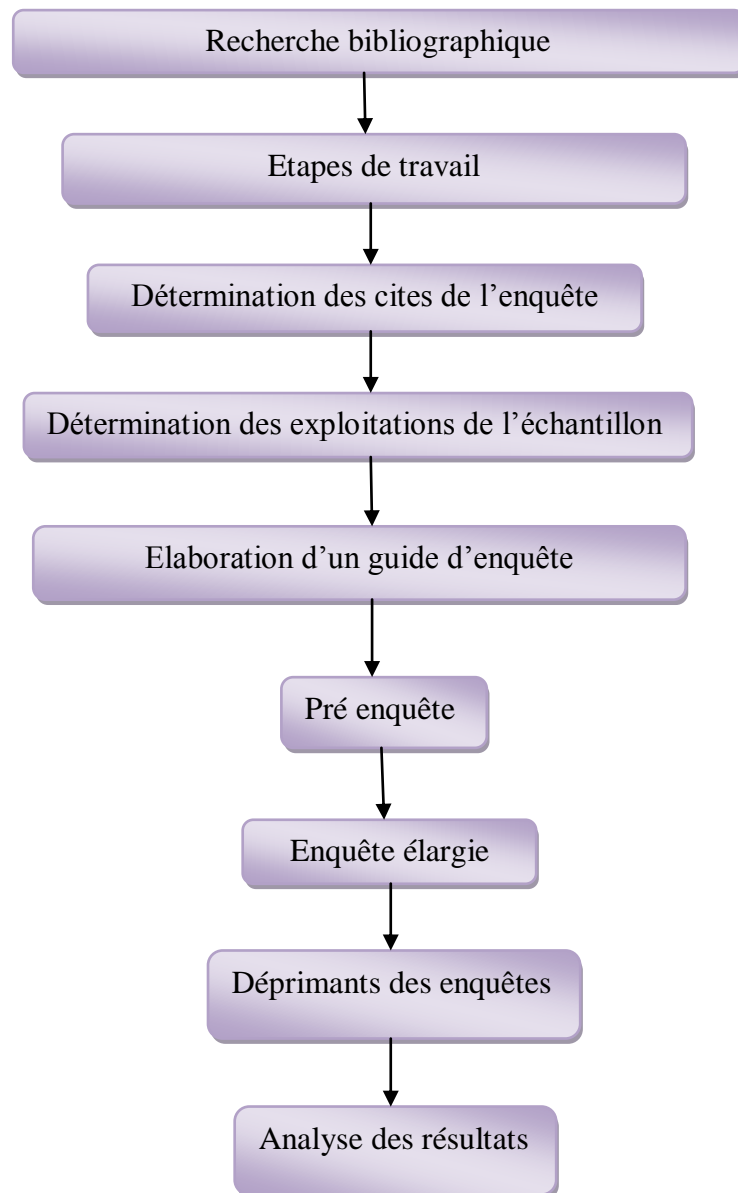 Recherche bibliographique
Etapes de travail
Détermination des cites de l’enquête
Détermination des exploitations de l’échantillon
Elaboration d’un guide d’enquête
Pré enquête
Enquête élargie
Déprimants des enquêtes
Analyse des résultats